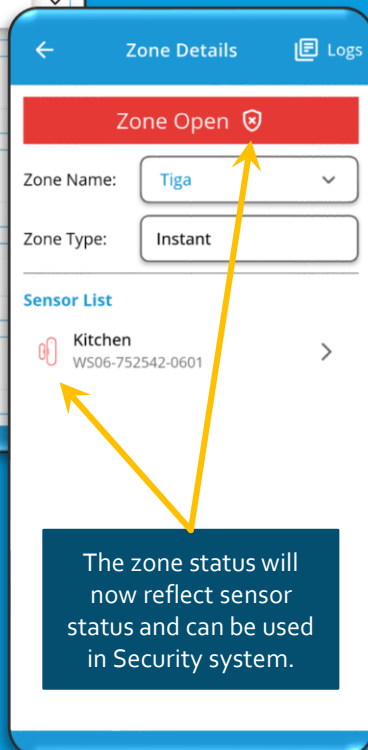 Zone Details
Logs
Zone Open
Zone Name:
Tiga
Zone Type:
Instant
Sensor List
Kitchen
WS06-752542-0601
The zone status will
now reflect sensor
status and can be used
in Security system.